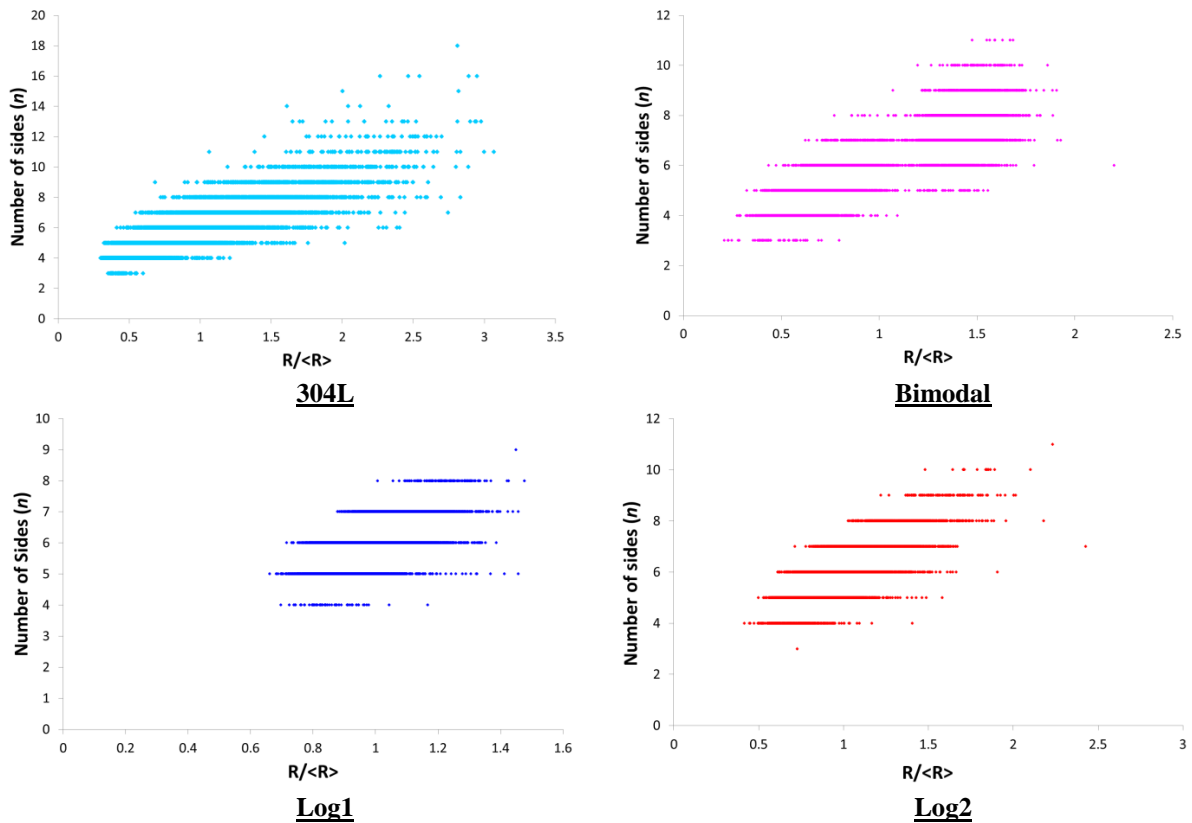 20
18
16
14
12
10
8
6
4
2
0
Number of sides (n)
0 0.5 1 1.5 2 2.5 3 3.5
R/<R>
304L
12
10
8
6
4
2
0
Number of sides (n)
0 0.5 1 1.5 2 2.5
R/<R>
Bimodal
10
9
8
7
6
5
4
3
2
1
0
Number of Sides (n)
0 0.2 0.4 0.6 0.8 1 1.2 1.4 1.6
R/<R>
Log1
12
10
8
6
4
2
0
Number of sides (n)
0 0.5 1 1.5 2 2.5 3
R/<R>
Log2